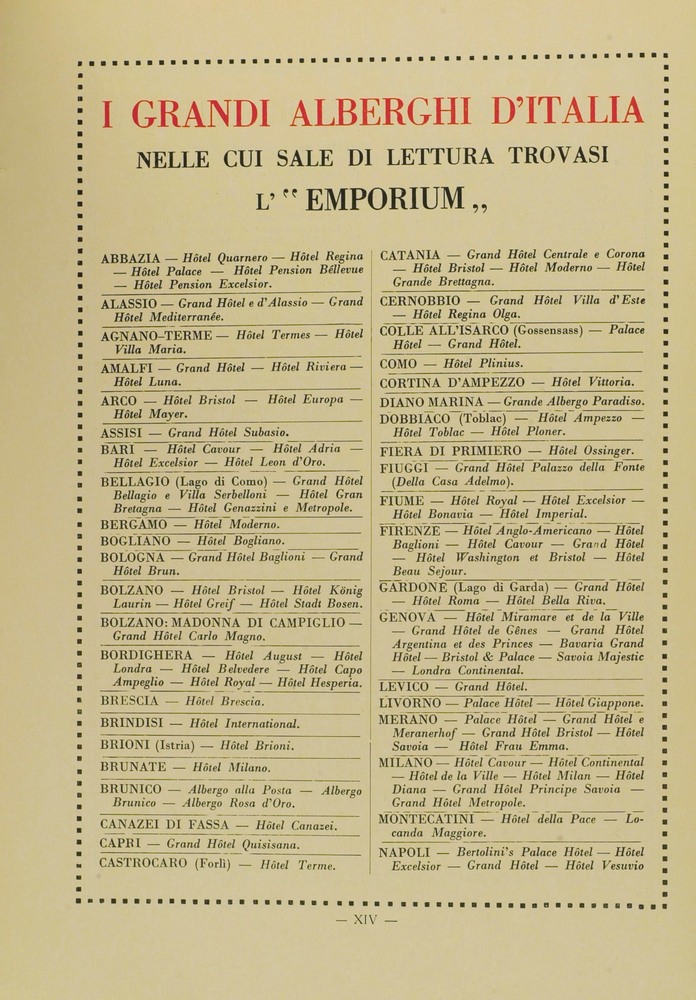 I GRANDI ALBERGHI D'ITALIA
NELLE CUI SALE DI LETTURA TROVASI
L' " EMPORIUM „
ABBAZIA — Hôtel Quarnero — Hôtel Regina
— Hôtel Palace — Hôtel Pension Béllevue
— Hôtel Pension Excelsior.
ALASSIO — Grand Hôtel e d'Alassio — Grand
Hôtel Mediterranée.
AGNANO-TERME — Hôtel Termes — Hôtel
Villa Maria.
AMALFI — Grand Hôtel — Hôtel Riviera —
Hôtel Luna.
ARCO — Hôtel Bristol — Hôtel Europa —
Hôtel Mayer.
ASSISI — Grand Hôtel Subasio.
BARI — Hôtel Cavour — Hôtel Adria —
Hôtel Excelsior — Hôtel Leon d'Oro.
BELLAGIO (Lago di Como) — Grand Hôtel
Bellagio e Villa Serbelloni — Hôtel Gran
Bretagna — Hôtel Genazzini e Metropole.
BERGAMO — Hôtel Moderno.
BOGLIANO — Hôtel Bogliano.
BOLOGNA — Grand Hôtel Baglioni — Grand
Hôtel Brun.
BOLZANO — Hôtel Bristol — Hôtel König
Laurin — Hôtel Greif — Hôtel Stadt Bosen.
BOLZANO: MADONNA DI CAMPIGLIO —
Grand Hôtel Carlo Magno.
BORDIGHERA — Hôtel August — Hôtel
Londra — Hôtel Belvedere — Hôtel Capo
Ampeglio — Hôtel Royal — Hôtel Hesperia.
BRESCIA — Hôtel Brescia.
BRINDISI — Hôtel International.
BRIONI (Istria) — Hôtel Brioni.
BRUNATE — Hôtel Milano.
BRUNICO — Albergo alla Posta — Albergo
Brunico — Albergo Rosa d'Oro.
CANAZEI DI FASSA — Hôtel Canazei.
CAPRI — Grand Hôtel Quisisana.
CASTROCARO (Forlì) — Hôtel Terme.
CATANIA — Grand Hôtel Centrale e Corona
— Hôtel Bristol — Hôtel Moderno — Hôtel
Grande Brettagna.
CERNOBBIO — Grand Hôtel Villa d'Este
— Hôtel Regina Olga.
COLLE ALL'ISARCO (Gossensass) — Palace
Hôtel — Grand Hôtel.
COMO — Hôtel Plinius.
CORTINA D'AMPEZZO — Hôtel Vittoria.
DIANO MARINA — Grande Albergo Paradiso.
DOBBIACO (Toblac) — Hôtel Ampezzo —
Hôtel Toblac — Hôtel Ploner.
FIERA DI PRIMIERO — Hôtel Ossinger.
FIUGGI — Grand Hôtel Palazzo della Fonte
(Della Casa Adelmo).
FIUME — Hôtel Royal — Hôtel Excelsior —
Hôtel Bonavia — Hôtel Imperial.
FIRENZE — Hôtel Anglo-Americano — Hôtel
Baglioni — Hôtel Cavour — Grand Hôtel
— Hôtel Washington et Bristol — Hôtel
Beau Sejour.
GARDONE (Lago di Garda) — Grand Hôtel
— Hôtel Roma — Hôtel Bella Riva.
GENOVA — Hôtel Miramare et de la Ville
— Grand Hôtel de Gênes — Grand Hôtel
Argentina et des Princes — Bavaria Grand
Hôtel — Bristol & Palace — Savoia Majestic
— Londra Continental.
LEVICO — Grand Hôtel.
LIVORNO — Palace Hôtel — Hôtel Giappone.
MERANO — Palace Hôtel — Grand Hôtel e
Meranerhof — Grand Hôtel Bristol — Hôtel
Savoia — Hôtel Frau Emma.
MILANO — Hôtel Cavour — Hôtel Continental
— Hôtel de la Ville — Hôtel Milan — Hôtel
Diana — Grand Hôtel Principe Savoia —
Grand Hôtel Metropole.
MONTECATINI — Hôtel della Pace — Lo-
canda Maggiore.
NAPOLI — Bertolini's Palace Hôtel — Hôtel
Excelsior — Grand Hôtel — Hôtel Vesuvio
— XIV —